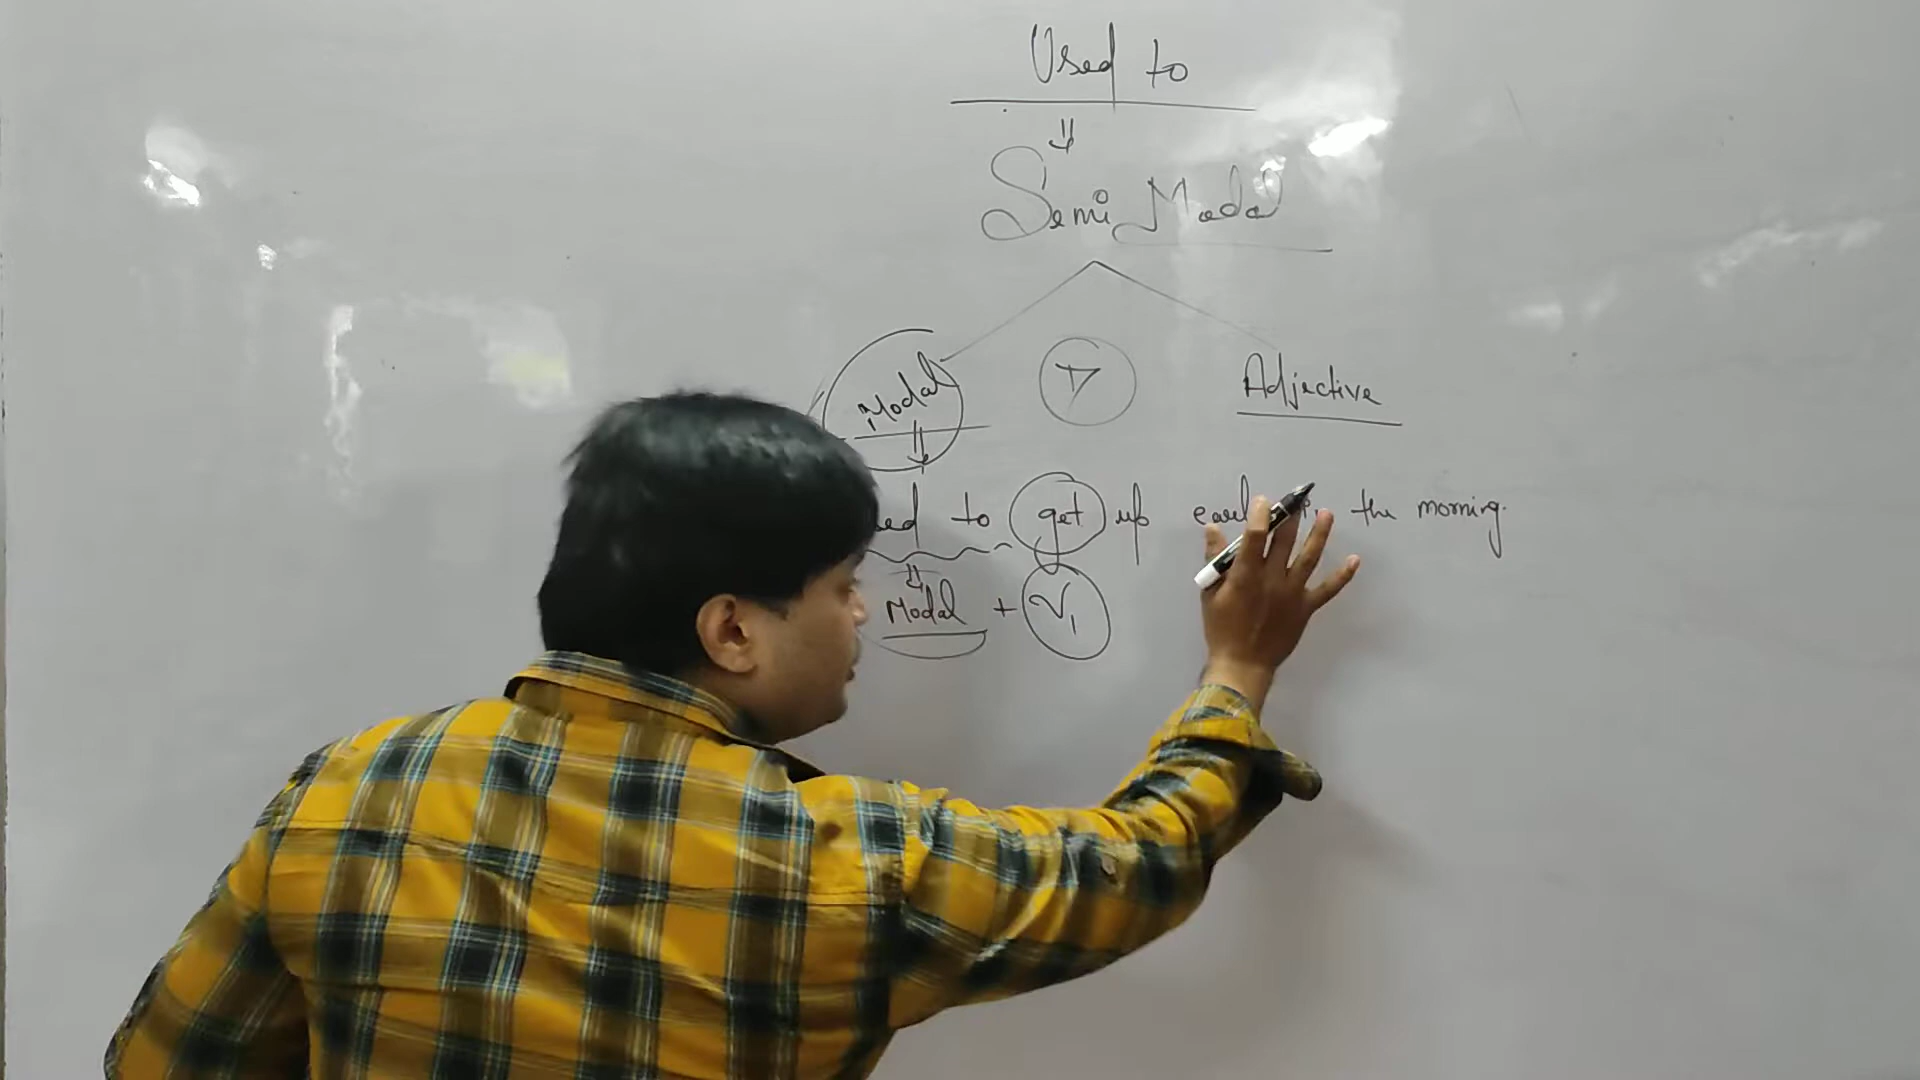 Used to
Semi Modal
Modal
Adjective
to get up the morning.
Modal + V1